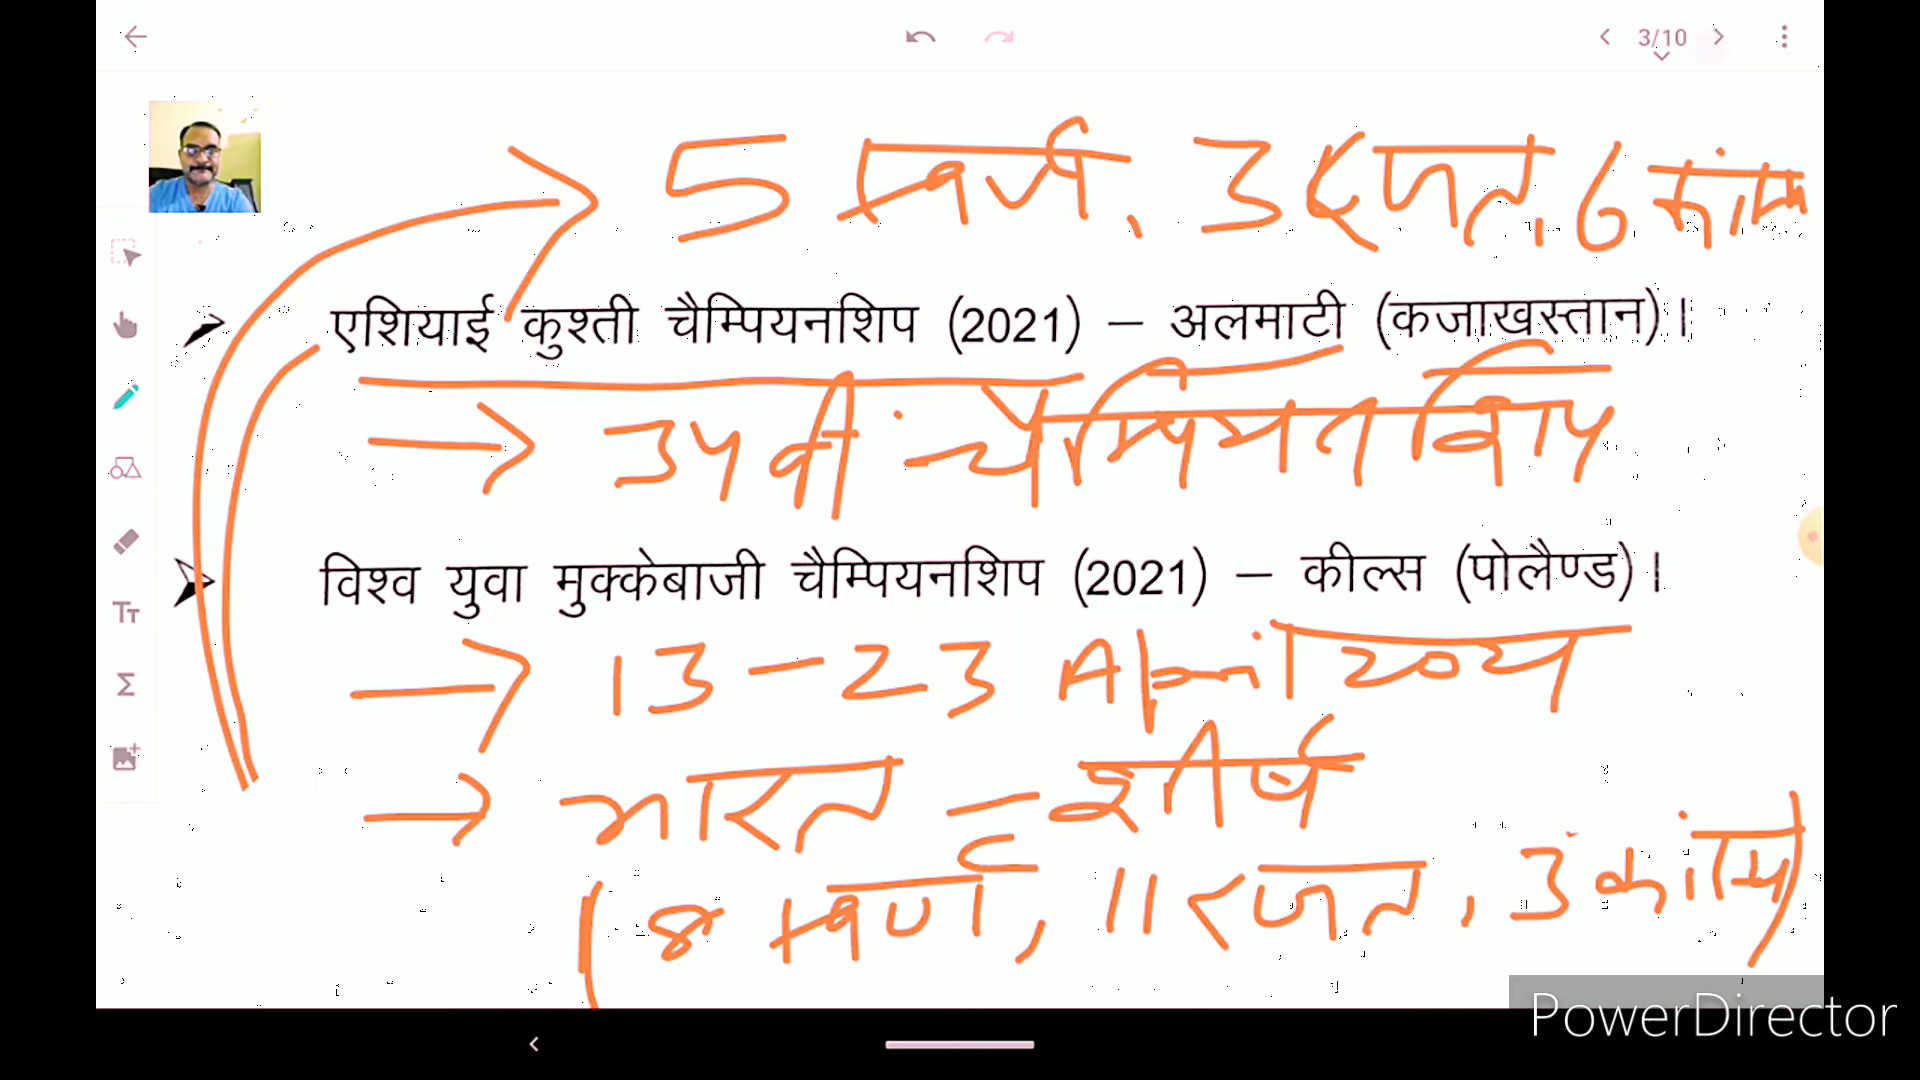 3/10
5 स्वर्ण, 3 रजत, 6 कांस्य
एशियाई कुश्ती चैम्पियनशिप (2021) – अलमाटी (कजाखस्तान)।
→ 34वीं चैम्पियनशिप
विश्व युवा मुक्केबाजी चैम्पियनशिप (2021) – कील्स (पोलैण्ड)।
→ 13-23 April 2021
→ भारत = शीर्ष
(8 स्वर्ण, 11 रजत, 3 कांस्य)
Tт
Σ
PowerDirector